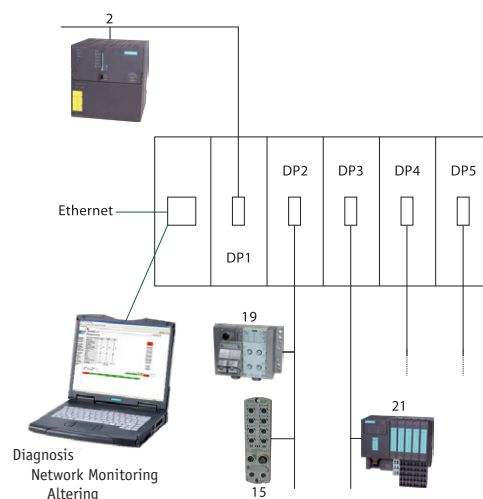 2
DP2 DP3 DP4 DP5
Ethernet
DP1
19
21
15
Diagnosis
Network Monitoring
Altering